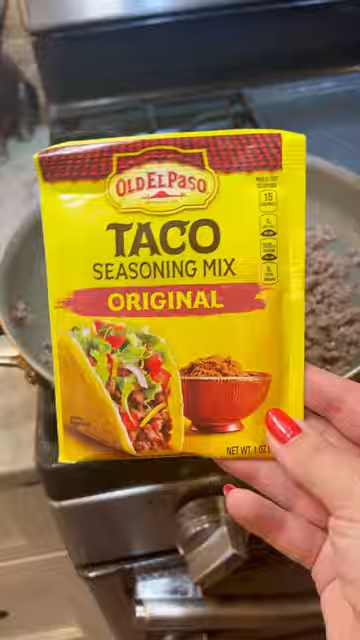 OLD EL PASO
TACO
SEASONING MIX
ORIGINAL
15
NET WT. 1 OZ